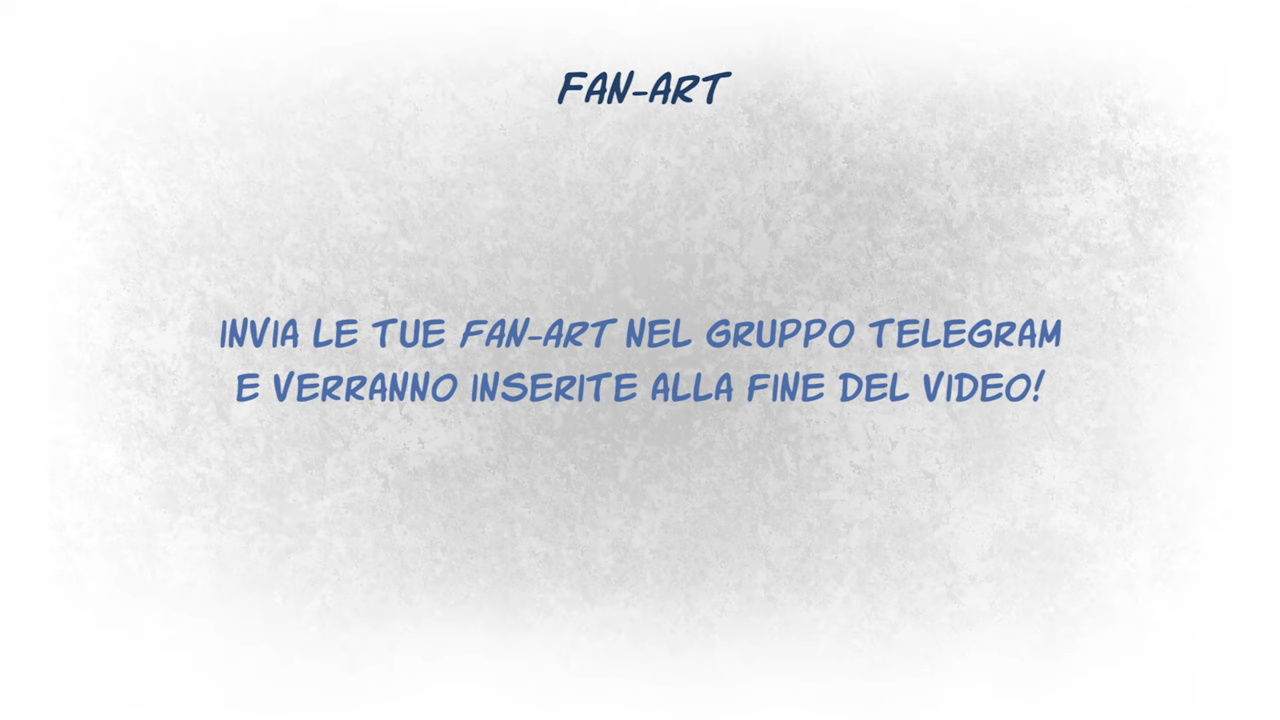 FAN-ART
INVIA LE TUE FAN-ART NEL GRUPPO TELEGRAM
E VERRANNO INSERITE ALLA FINE DEL VIDEO!